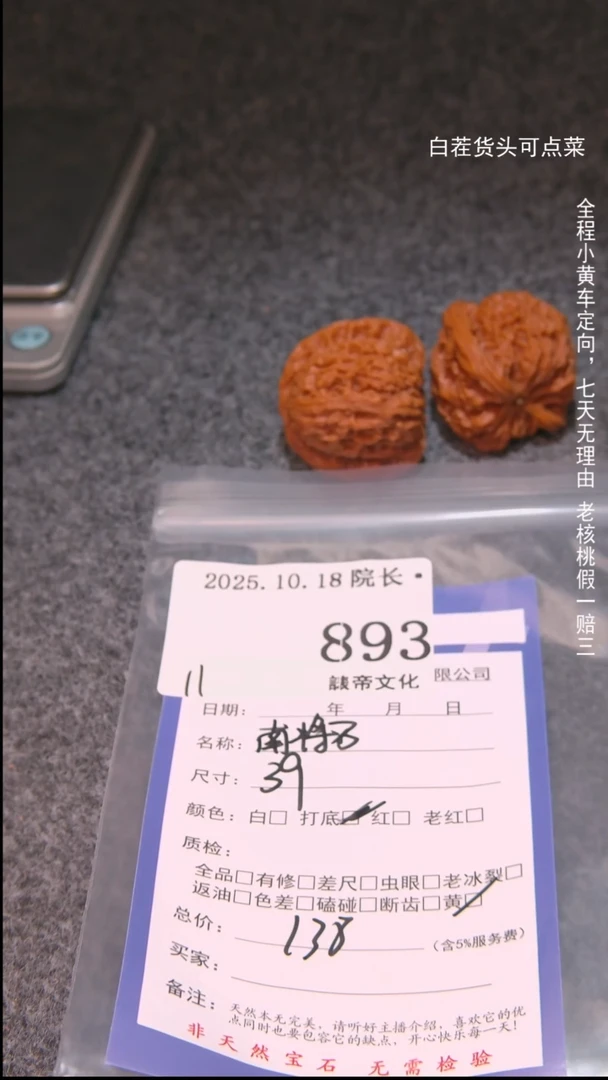 白茬货头可点菜
全程小黄车定向，七天无理由 老核桃假一赔三
2025.10.18 院长·
893
11
談帝文化 限公司
日期： 年 月 日
名称：南将石
尺寸：39
颜色：白□ 打底□ 红□ 老红□
质检：
全品□有修□差尺□虫眼□老冰裂□
返油□色差□磕碰□断齿□黄□
总价：138（含5%服务费）
买家：
备注：天然本无完美，请听好主播介绍，喜欢它的优
点同时也要包容它的缺点，开心快乐每一天！
非天然宝石 无需检验